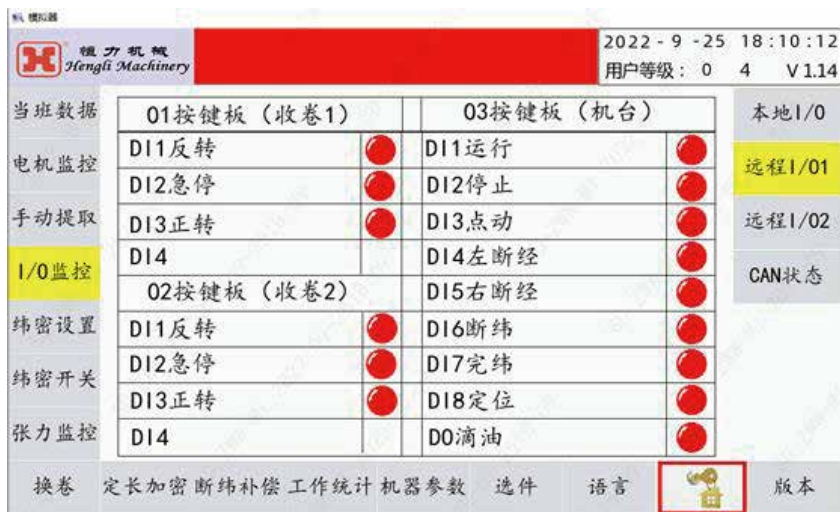 模拟器
恒力机械
Hengli Machinery
2022-9-25 18:10:12
用户等级: 0 4 V1.14
当班数据
电机监控
手动提取
I/O监控
纬密设置
纬密开关
张力监控
01按键板（收卷1）
DI1反转
DI2急停
DI3正转
DI4
02按键板（收卷2）
DI1反转
DI2急停
DI3正转
DI4
03按键板（机台）
DI1运行
DI2停止
DI3点动
DI4左断经
DI5右断经
DI6断纬
DI7完纬
DI8定位
DO滴油
本地I/O
远程I/O1
远程I/O2
CAN状态
换卷 定长加密 断纬补偿 工作统计 机器参数 选件 语言 版本